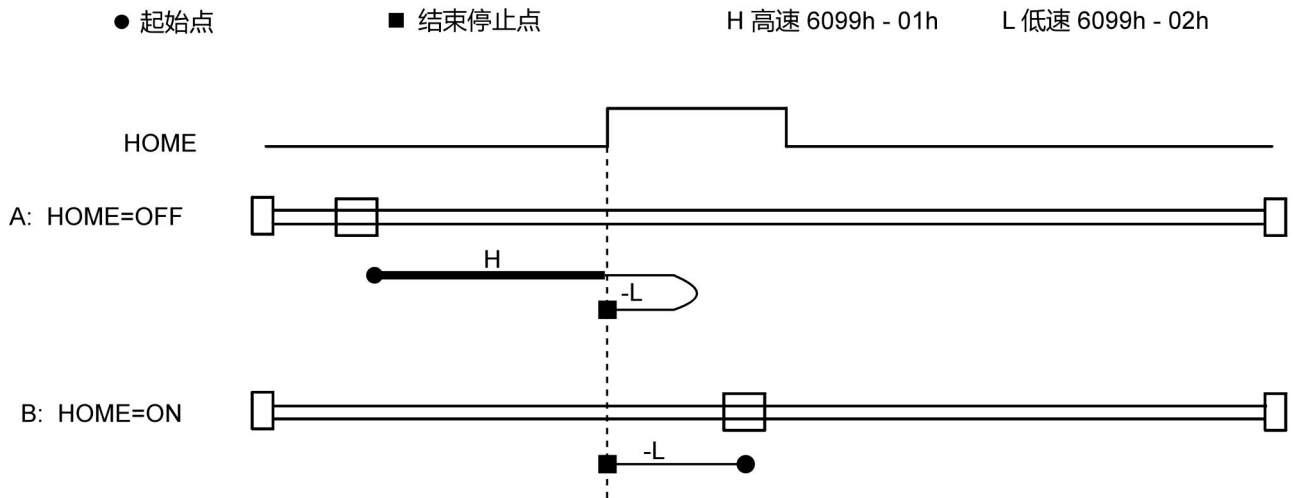 ● 起始点 ■ 结束停止点 H 高速 6099h - 01h L 低速 6099h - 02h
HOME
A: HOME=OFF
H
-L
B: HOME=ON
-L